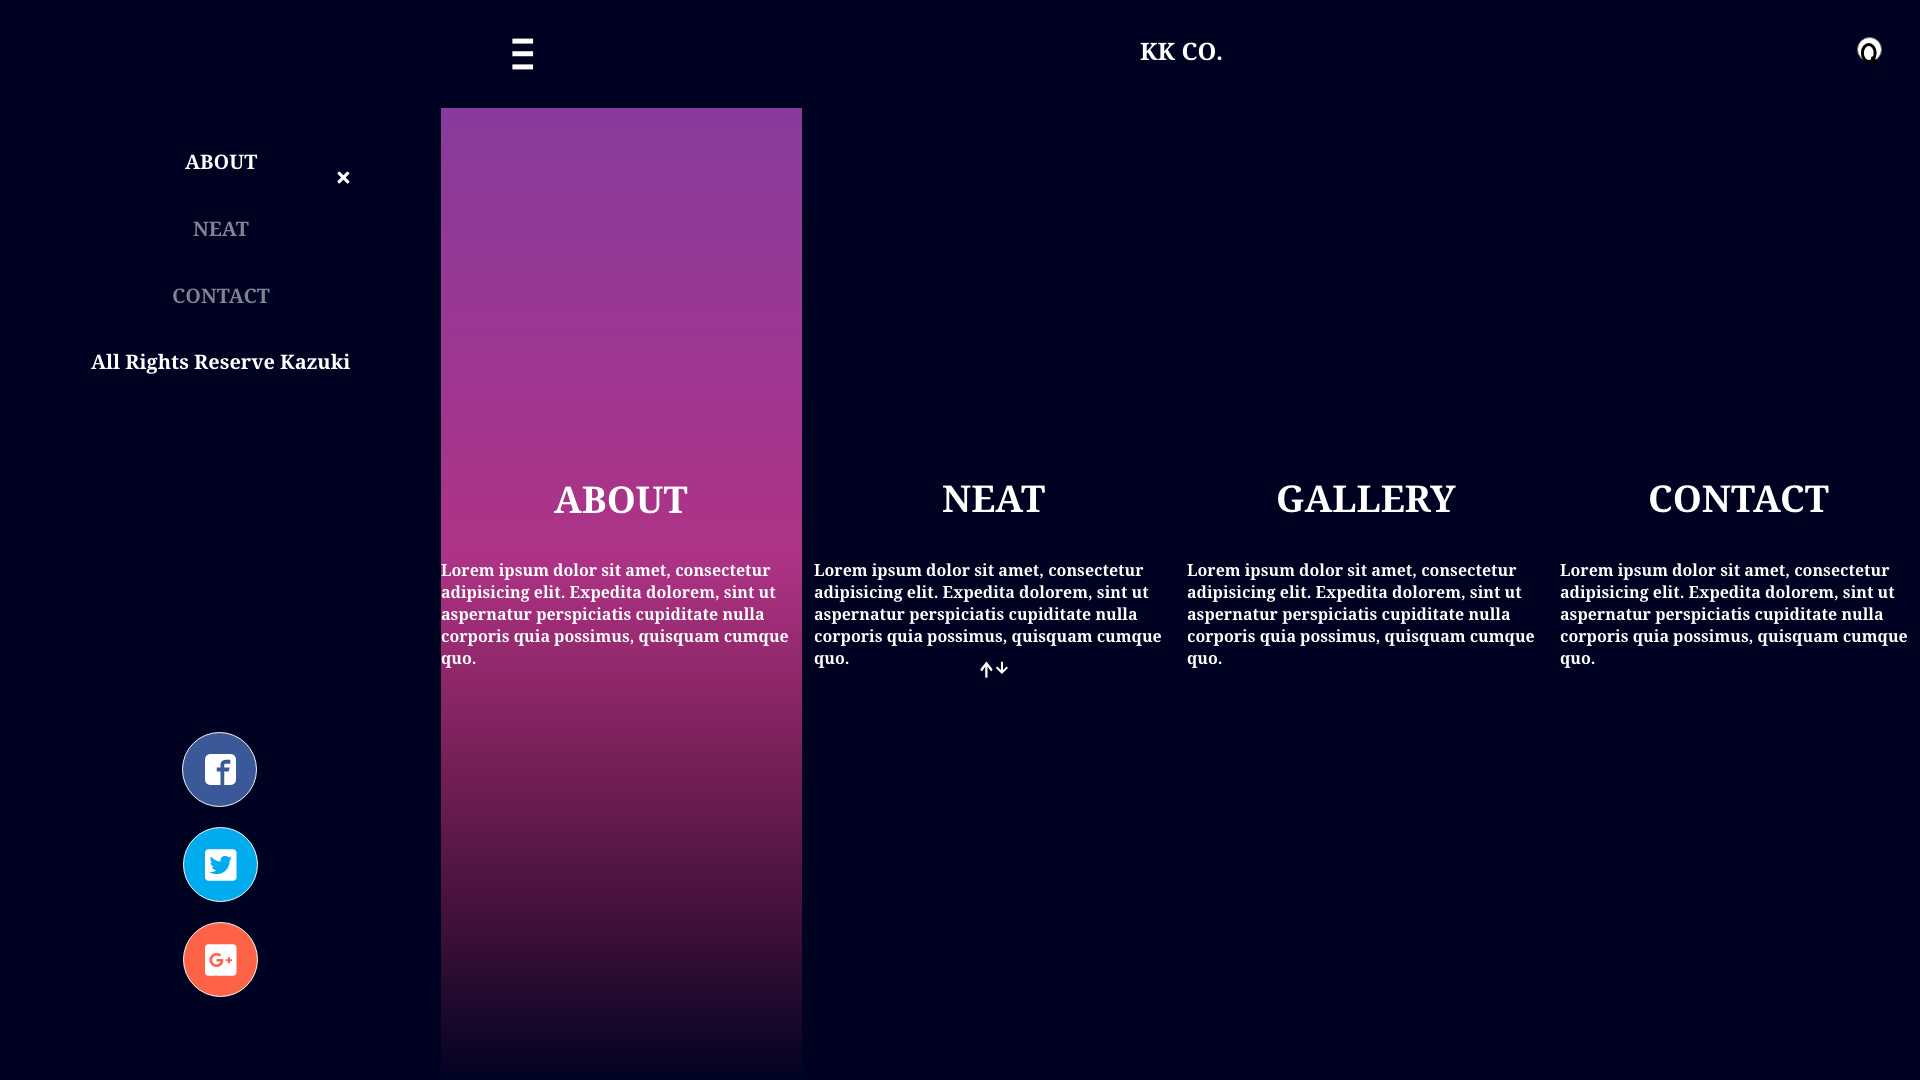 KK CO.
ABOUT
NEAT
CONTACT
All Rights Reserve Kazuki
ABOUT
Lorem ipsum dolor sit amet, consectetur
adipisicing elit. Expedita dolorem, sint ut
aspernatur perspiciatis cupiditate nulla
corporis quia possimus, quisquam cumque
quo.
NEAT
Lorem ipsum dolor sit amet, consectetur
adipisicing elit. Expedita dolorem, sint ut
aspernatur perspiciatis cupiditate nulla
corporis quia possimus, quisquam cumque
quo.
GALLERY
Lorem ipsum dolor sit amet, consectetur
adipisicing elit. Expedita dolorem, sint ut
aspernatur perspiciatis cupiditate nulla
corporis quia possimus, quisquam cumque
quo.
CONTACT
Lorem ipsum dolor sit amet, consectetur
adipisicing elit. Expedita dolorem, sint ut
aspernatur perspiciatis cupiditate nulla
corporis quia possimus, quisquam cumque
quo.